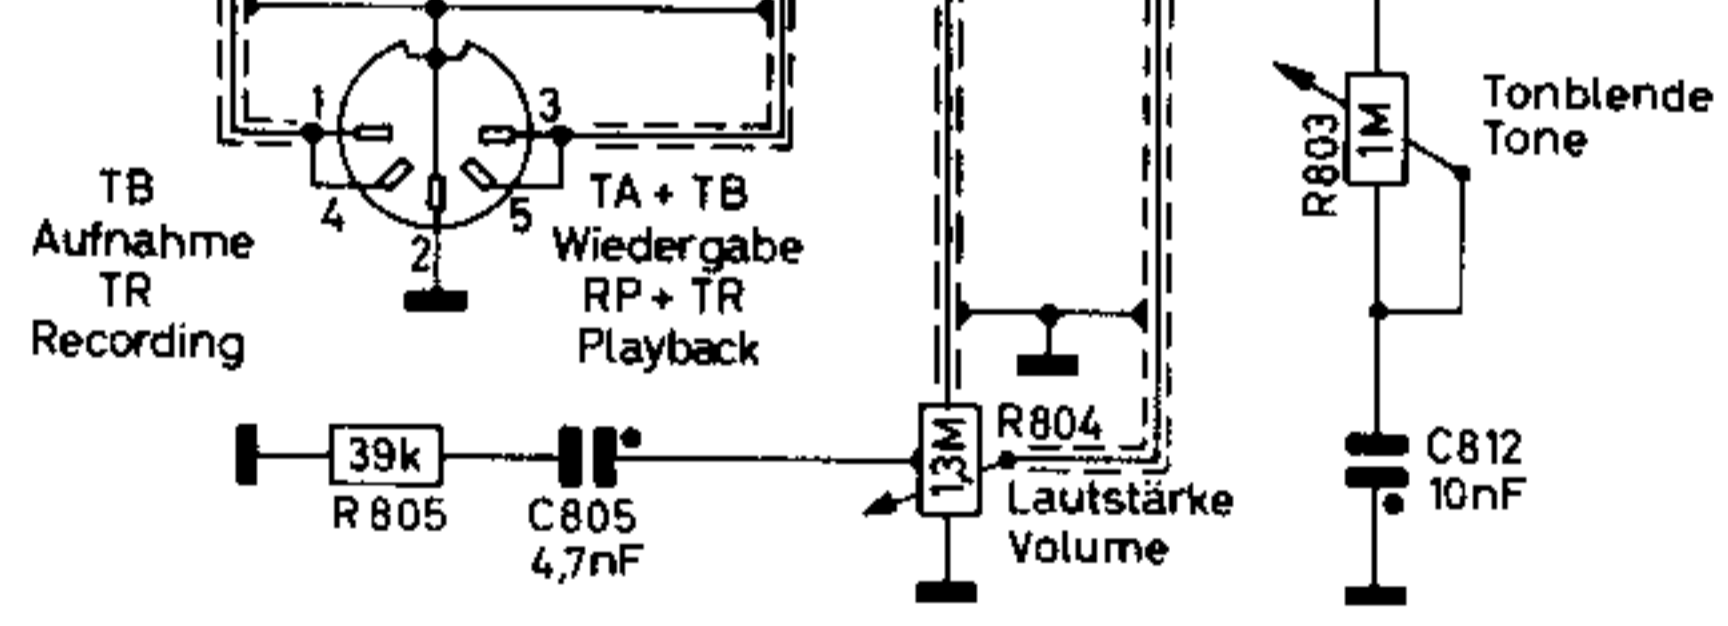 1
3
4
2
5
TB
Aufnahme
TR
Recording
TA + TB
Wiedergabe
RP + TR
Playback
R803
1M
Tonblende
Tone
39k
R805
C805
4,7nF
1,3M
R804
Lautstärke
Volume
C812
10nF